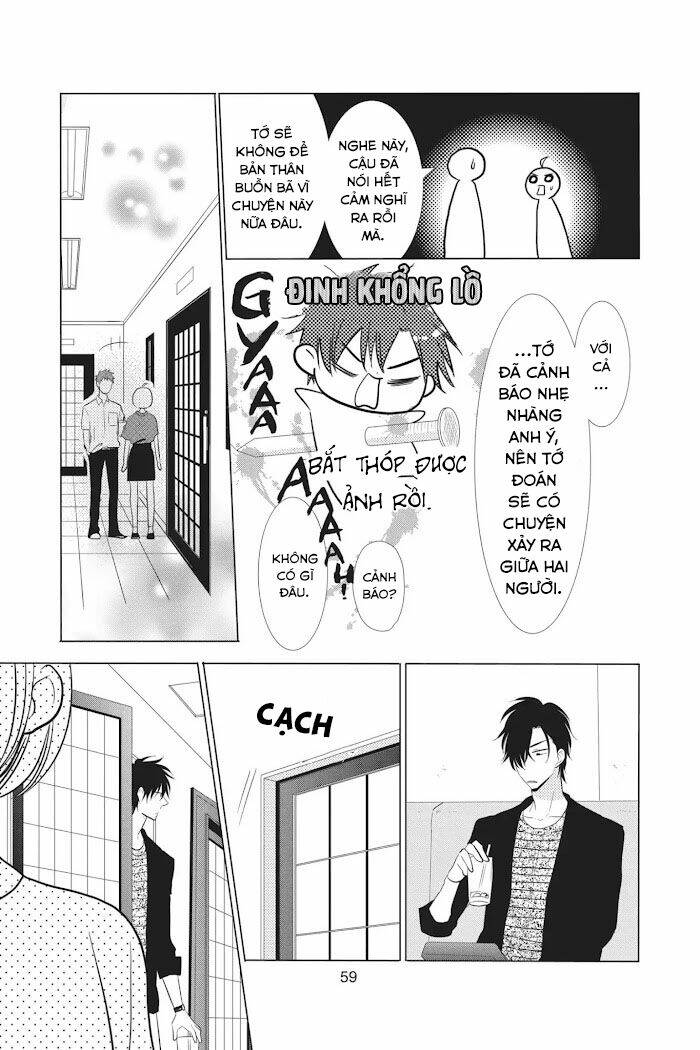 NGHE NÀY,
CẬU ĐÃ
NÓI HẾT
CẢM NGHĨ
RA RỒI
MÀ.
TỚ SẼ
KHÔNG ĐỂ
BẢN THÂN
BUỒN BÃ VÌ
CHUYỆN NÀY
NỮA ĐÂU.
VỚI
CẢ
...
...TỚ
ĐÃ CẢNH
BÁO NHẸ
NHÀNG
ANH Ý,
NÊN TỚ
ĐOÁN
SẼ CÓ
CHUYỆN
XẢY RA
GIỮA HAI
NGƯỜI.
ĐINH KHỔNG LỒ
GYAAA
AAAAH!
BẮT THÓP ĐƯỢC
ẢNH RỒI.
CẢNH
BÁO?
KHÔNG
CÓ GÌ
ĐÂU.
CẠCH
59